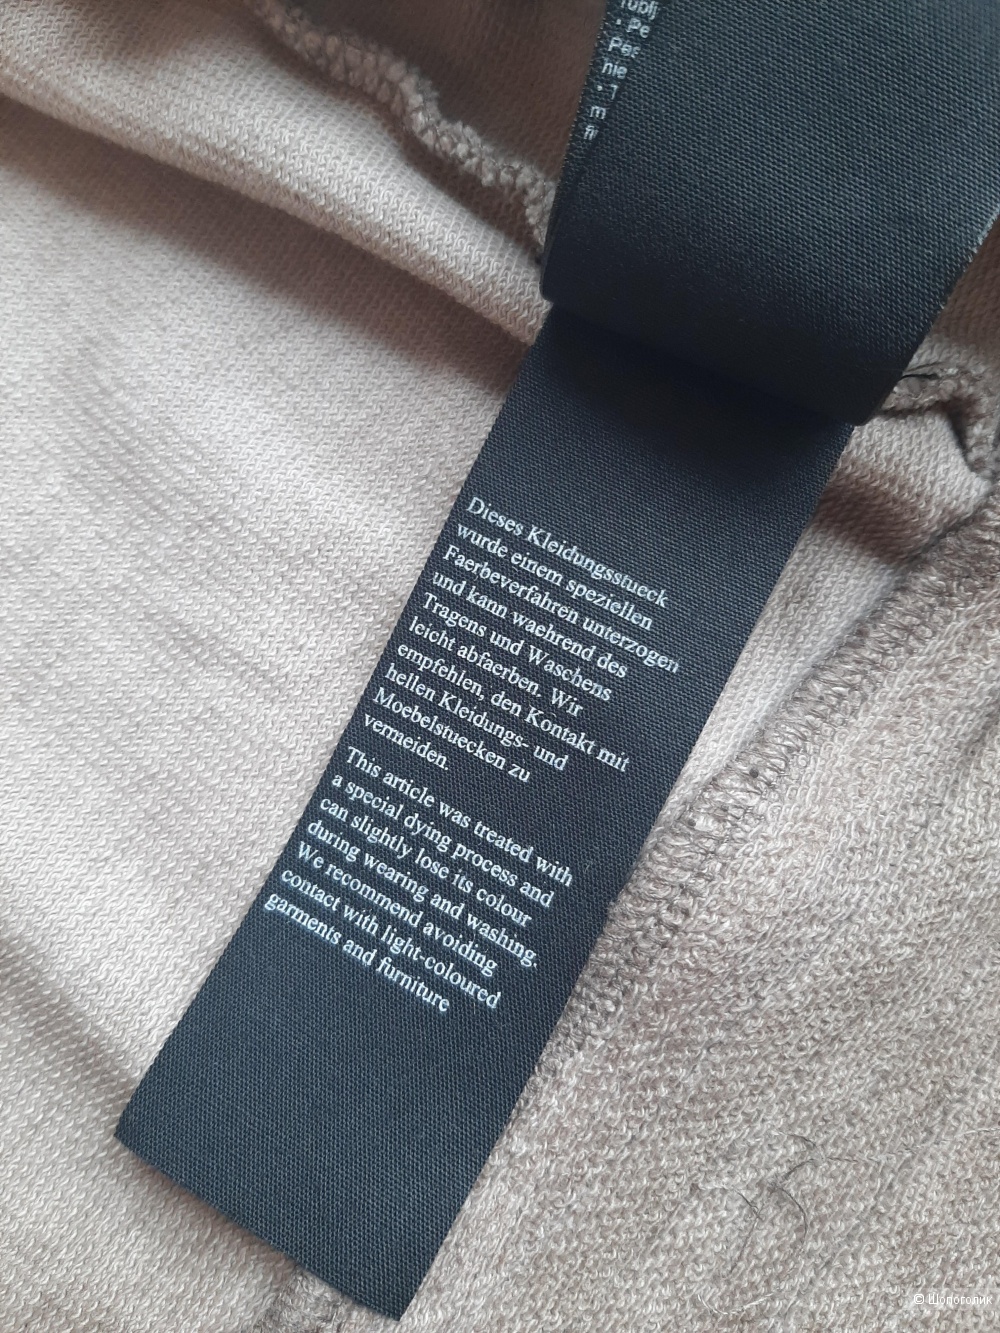 Pe
nie
m
Dieses Kleidungsstueck
wurde einem speziellen
Faerbeverfahren unterzogen
und kann waehrend des
Tragens und Waschens
leicht abfaerben. Wir
empfehlen, den Kontakt mit
hellen Kleidungs- und
Moebelstuecken zu
vermeiden.
This article was treated with
a special dying process and
can slightly lose its colour
during wearing and washing.
We recommend avoiding
contact with light-coloured
garments and furniture
© Шопоголик